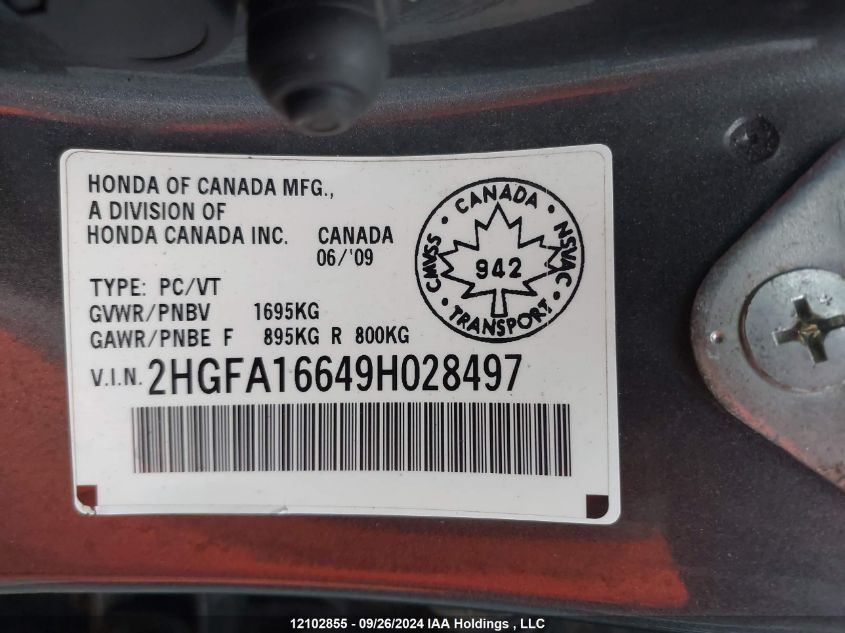 HONDA OF CANADA MFG.,
A DIVISION OF
HONDA CANADA INC. CANADA
06/'09
TYPE: PC/VT
GVWR/PNBV 1695KG
GAWR/PNBE F 895KG R 800KG
V.I.N. 2HGFA16649H028497
CANADA
CMVSS
942
NSVAC
TRANSPORT
12102855 - 09/26/2024 IAA Holdings , LLC